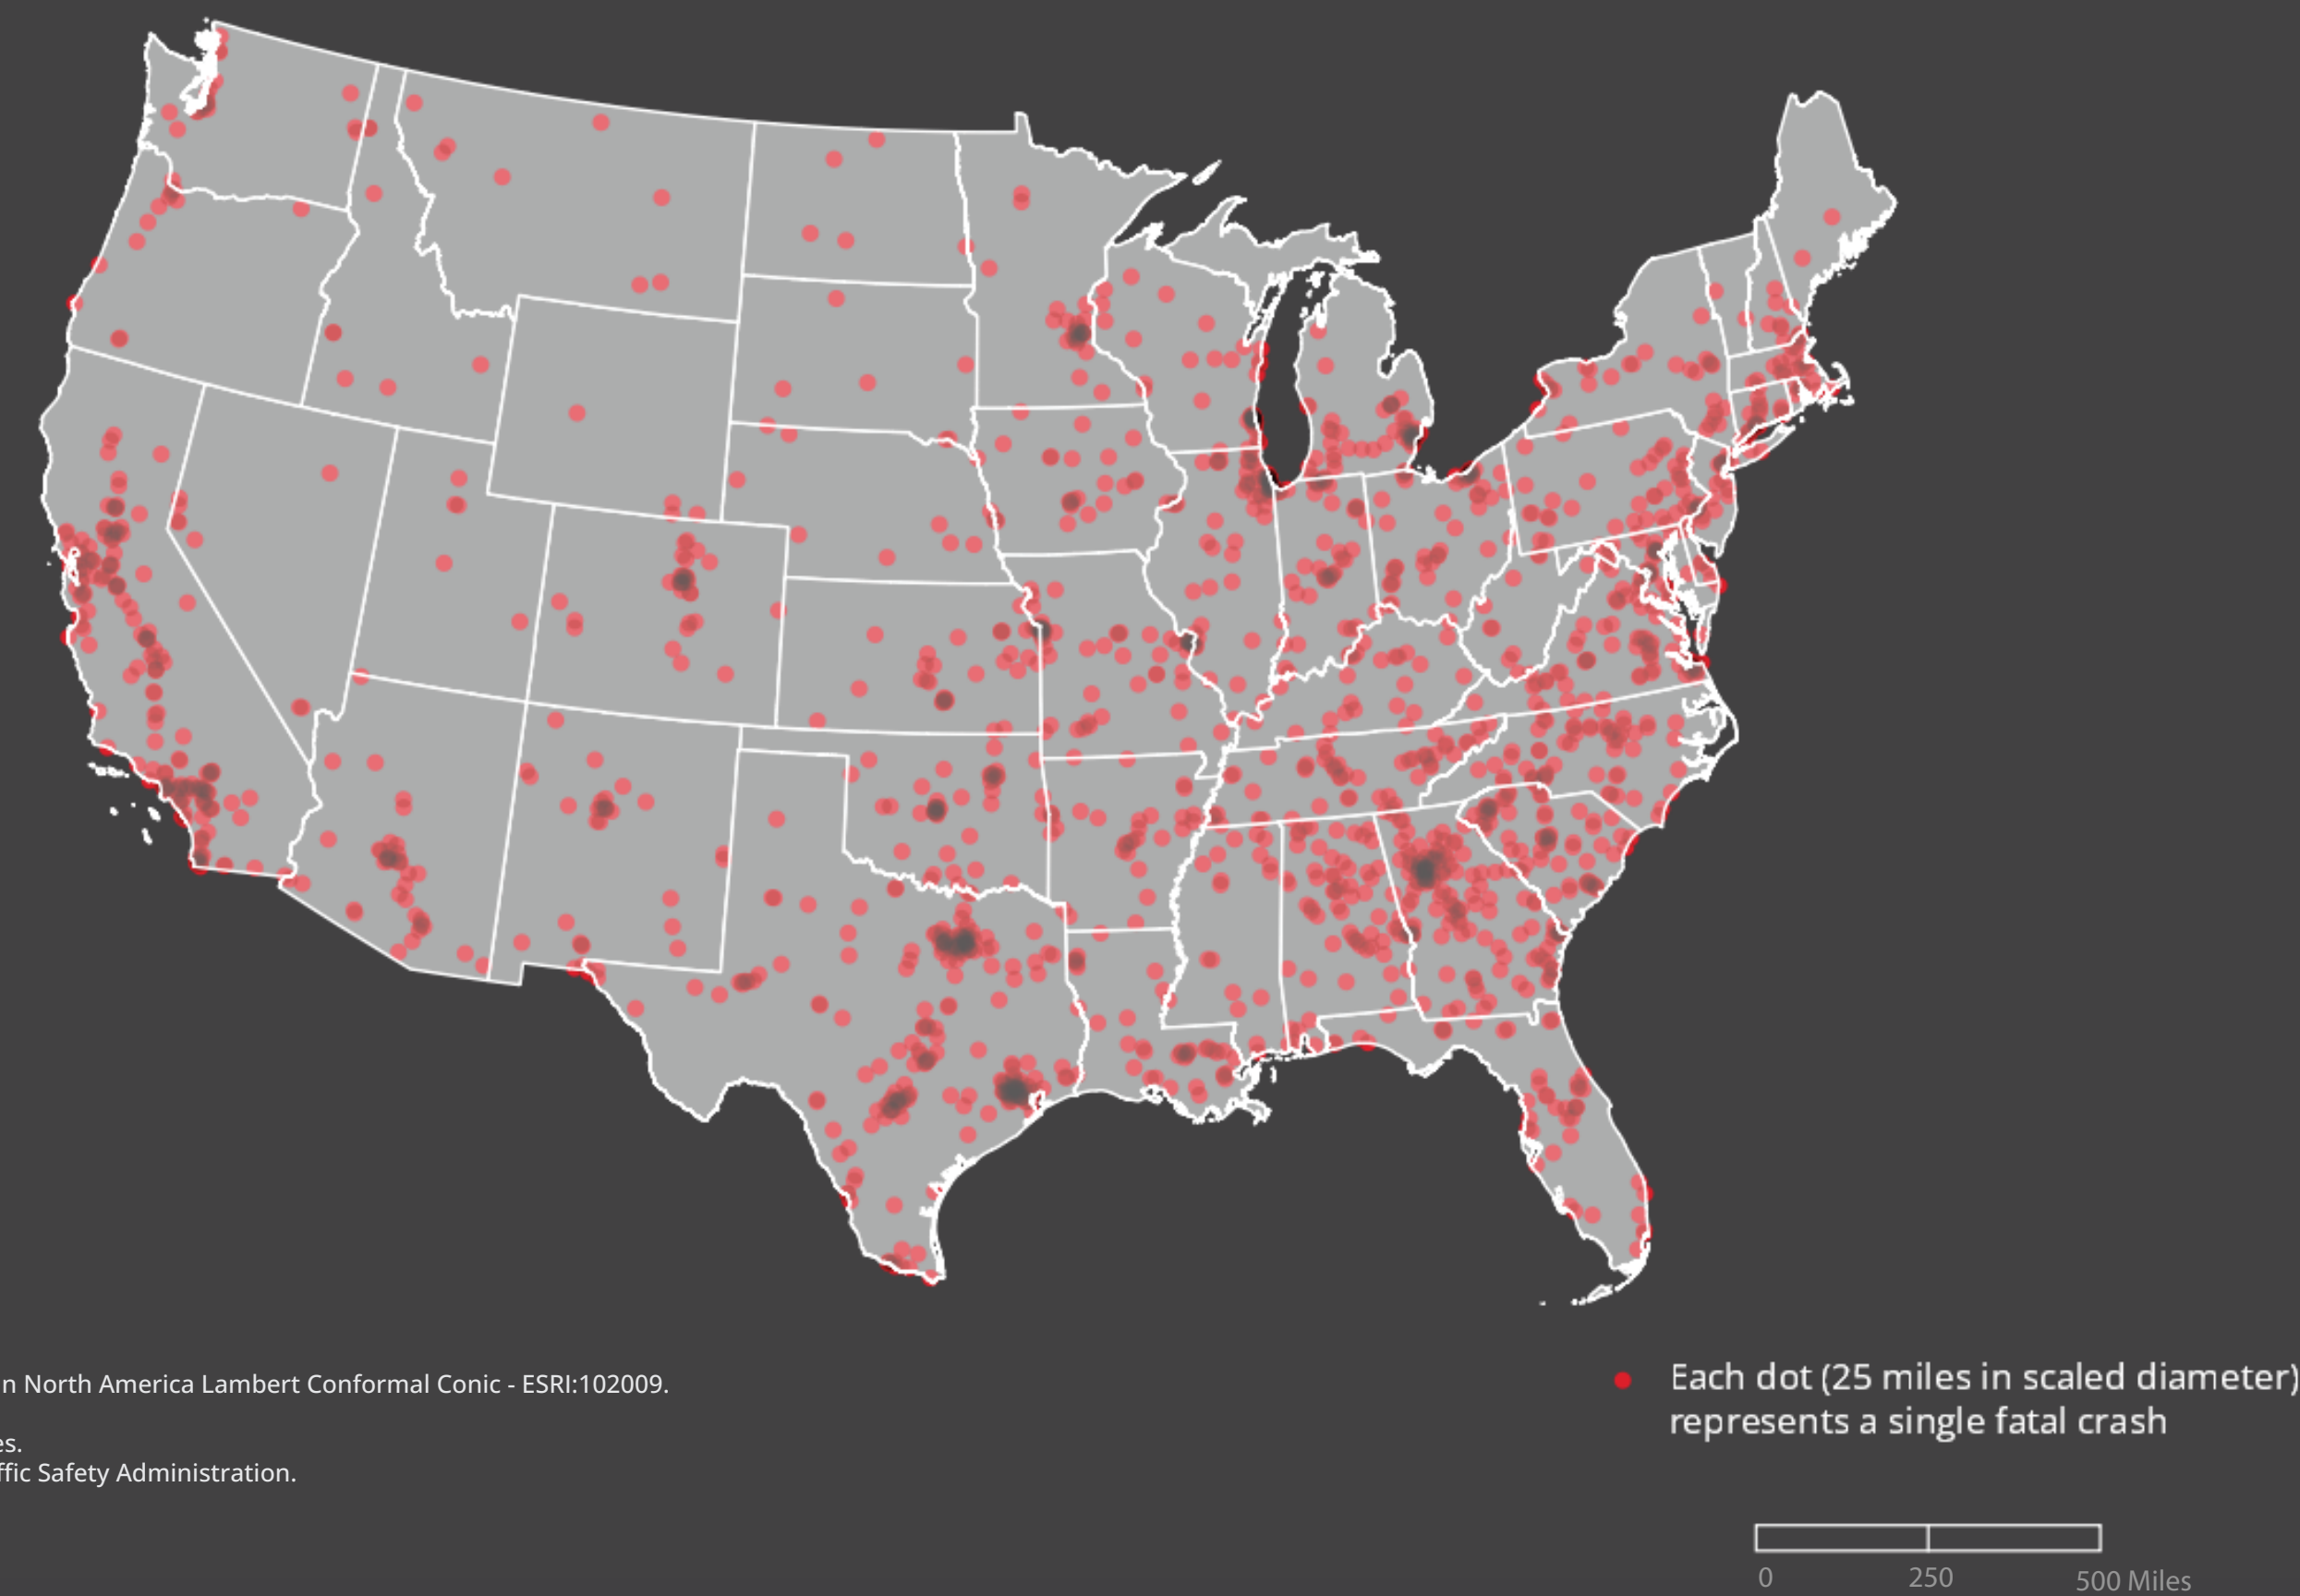 n North America Lambert Conformal Conic - ESRI:102009.
es.
ffic Safety Administration.
Each dot (25 miles in scaled diameter)
represents a single fatal crash
0 250 500 Miles